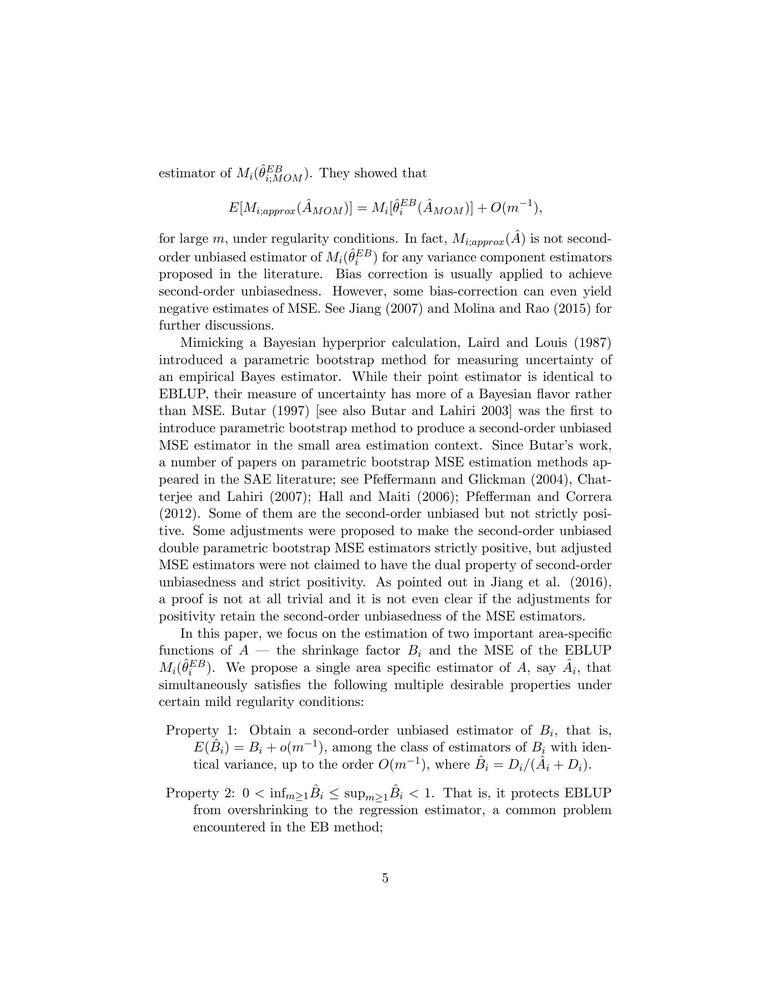 estimator of $M_i(\hat{\theta}_{i;MOM}^{EB})$. They showed that
$E[M_{i;approx}(\hat{A}_{MOM})] = M_i[\hat{\theta}_i^{EB}(\hat{A}_{MOM})] + O(m^{-1}),$
for large $m$, under regularity conditions. In fact, $M_{i;approx}(\hat{A})$ is not second-
order unbiased estimator of $M_i(\hat{\theta}_i^{EB})$ for any variance component estimators
proposed in the literature. Bias correction is usually applied to achieve
second-order unbiasedness. However, some bias-correction can even yield
negative estimates of MSE. See Jiang (2007) and Molina and Rao (2015) for
further discussions.
Mimicking a Bayesian hyperprior calculation, Laird and Louis (1987)
introduced a parametric bootstrap method for measuring uncertainty of
an empirical Bayes estimator. While their point estimator is identical to
EBLUP, their measure of uncertainty has more of a Bayesian flavor rather
than MSE. Butar (1997) [see also Butar and Lahiri 2003] was the first to
introduce parametric bootstrap method to produce a second-order unbiased
MSE estimator in the small area estimation context. Since Butar's work,
a number of papers on parametric bootstrap MSE estimation methods ap-
peared in the SAE literature; see Pfeffermann and Glickman (2004), Chat-
terjee and Lahiri (2007); Hall and Maiti (2006); Pfefferman and Correra
(2012). Some of them are the second-order unbiased but not strictly posi-
tive. Some adjustments were proposed to make the second-order unbiased
double parametric bootstrap MSE estimators strictly positive, but adjusted
MSE estimators were not claimed to have the dual property of second-order
unbiasedness and strict positivity. As pointed out in Jiang et al. (2016),
a proof is not at all trivial and it is not even clear if the adjustments for
positivity retain the second-order unbiasedness of the MSE estimators.
In this paper, we focus on the estimation of two important area-specific
functions of $A$ — the shrinkage factor $B_i$ and the MSE of the EBLUP
$M_i(\hat{\theta}_i^{EB})$. We propose a single area specific estimator of $A$, say $\hat{A}_i$, that
simultaneously satisfies the following multiple desirable properties under
certain mild regularity conditions:
Property 1: Obtain a second-order unbiased estimator of $B_i$, that is,
$E(\hat{B}_i) = B_i + o(m^{-1})$, among the class of estimators of $B_i$ with iden-
tical variance, up to the order $O(m^{-1})$, where $\hat{B}_i = D_i/(\hat{A}_i + D_i)$.
Property 2: $0 < \inf_{m\geq 1} \hat{B}_i \leq \sup_{m\geq 1} \hat{B}_i < 1$. That is, it protects EBLUP
from overshrinking to the regression estimator, a common problem
encountered in the EB method;
5